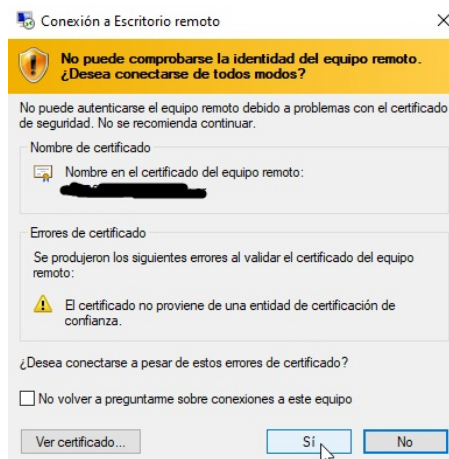 Conexión a Escritorio remoto
No puede comprobarse la identidad del equipo remoto.
¿Desea conectarse de todos modos?
No puede autenticarse el equipo remoto debido a problemas con el certificado
de seguridad. No se recomienda continuar.
Nombre de certificado
Nombre en el certificado del equipo remoto:
Errores de certificado
Se produjeron los siguientes errores al validar el certificado del equipo
remoto:
El certificado no proviene de una entidad de certificación de
confianza.
¿Desea conectarse a pesar de estos errores de certificado?
No volver a preguntarme sobre conexiones a este equipo
Ver certificado...
Sí
No